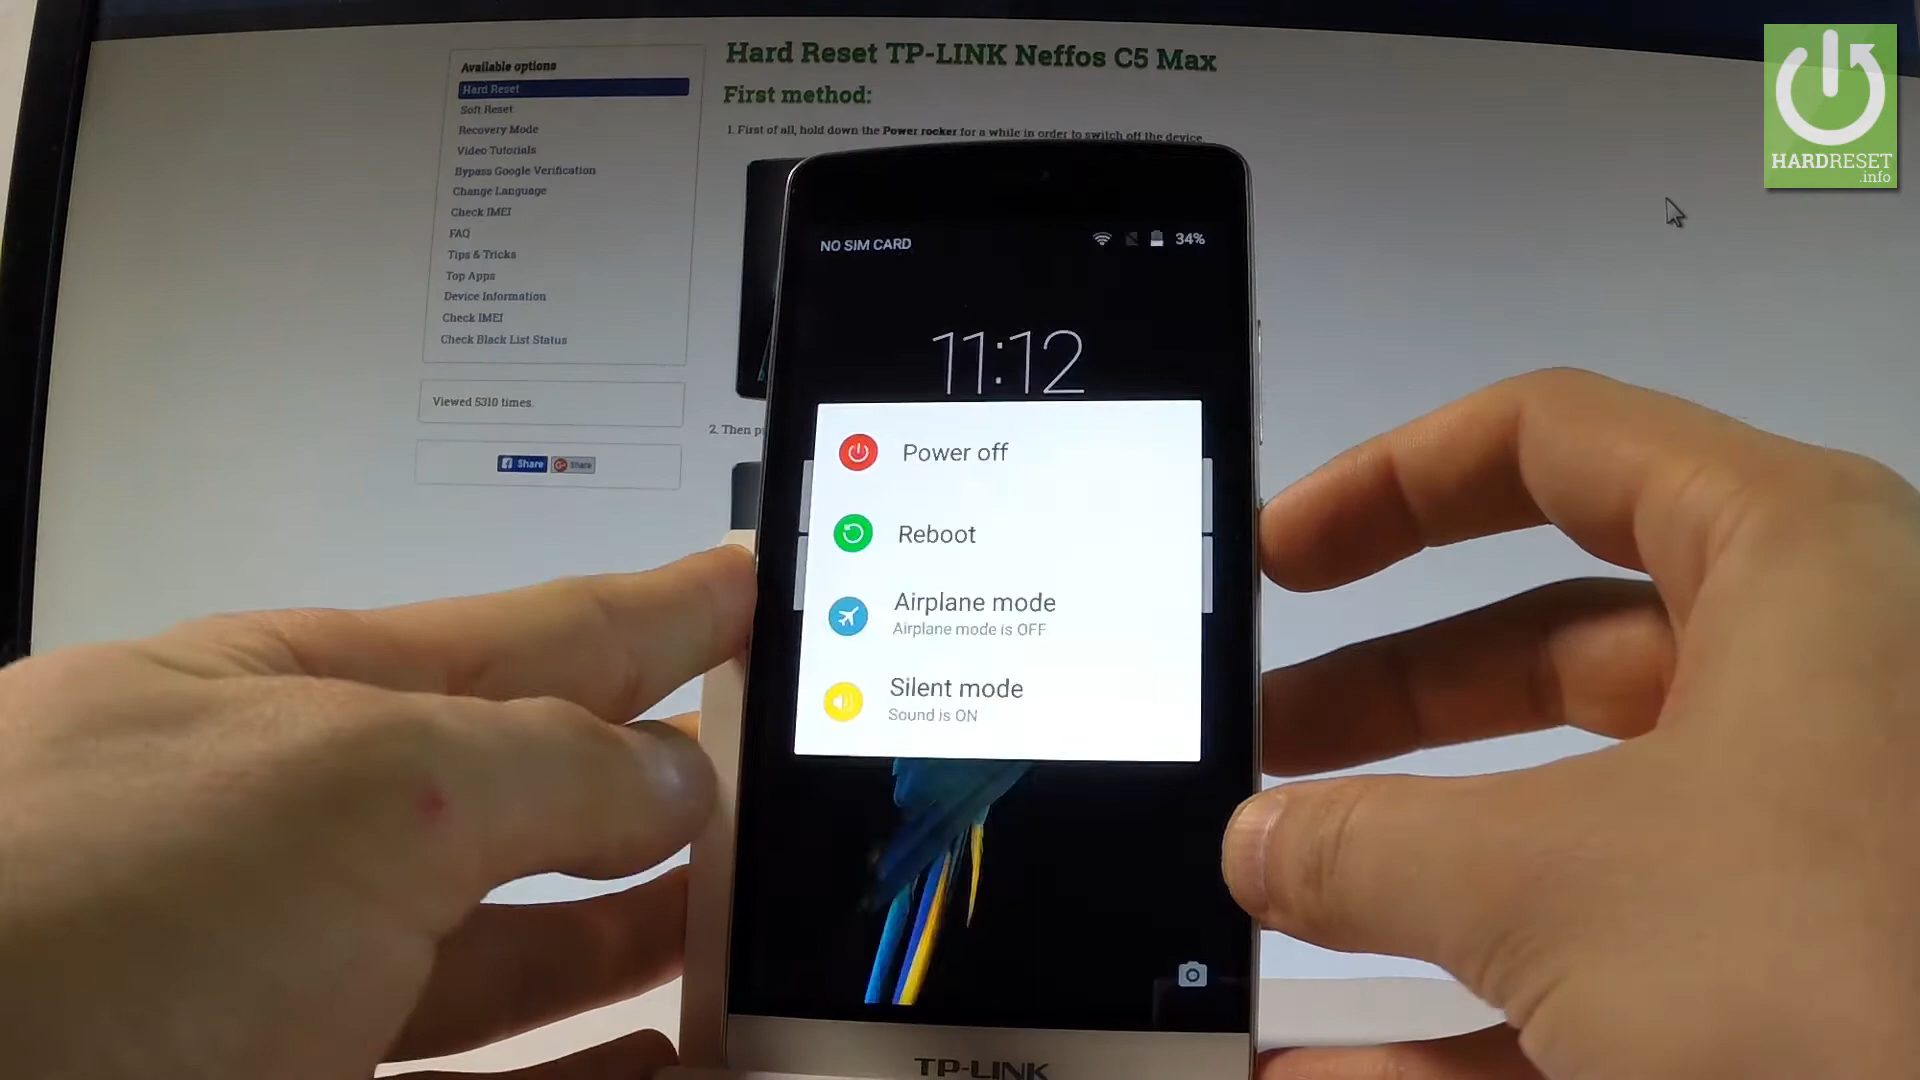 Hard Reset TP-LINK Neffos C5 Max
First method:
1. First of all, hold down the Power rocker for a while in order to switch off the device.
2. Then
Available options
Hard Reset
Soft Reset
Recovery Mode
Video Tutorials
Bypass Google Verification
Change Language
Check IMEI
FAQ
Tips & Tricks
Top Apps
Device Information
Check IMEI
Check Black List Status
Viewed 5310 times.
Share
Share
HARDRESET
.info
NO SIM CARD
34%
11:12
Power off
Reboot
Airplane mode
Airplane mode is OFF
Silent mode
Sound is ON
TP-LINK